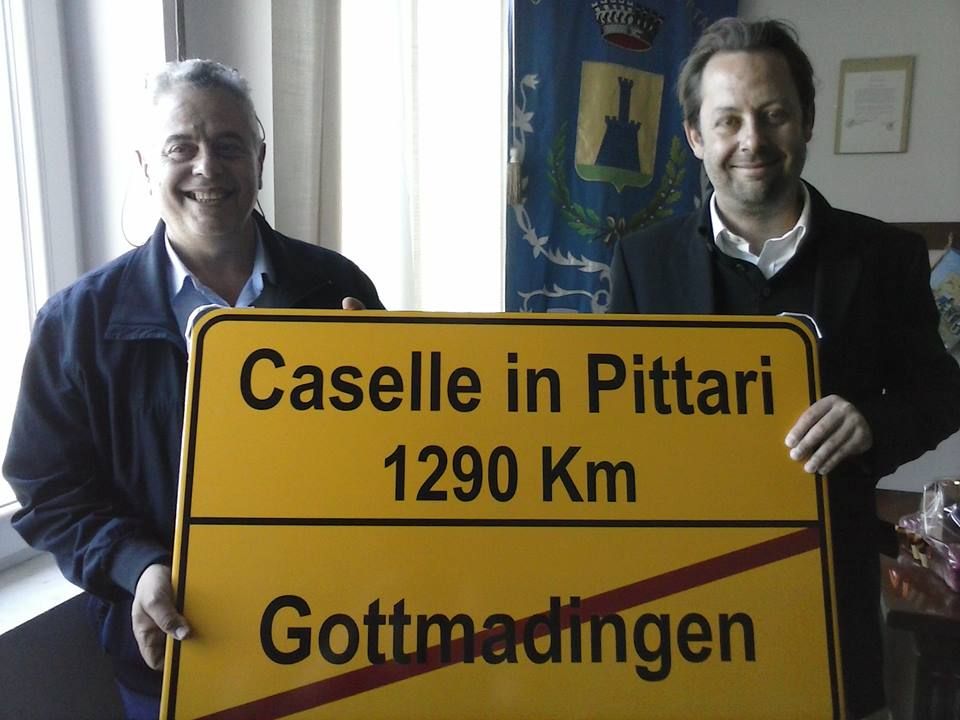 Caselle in Pittari
1290 Km
Gottmadingen